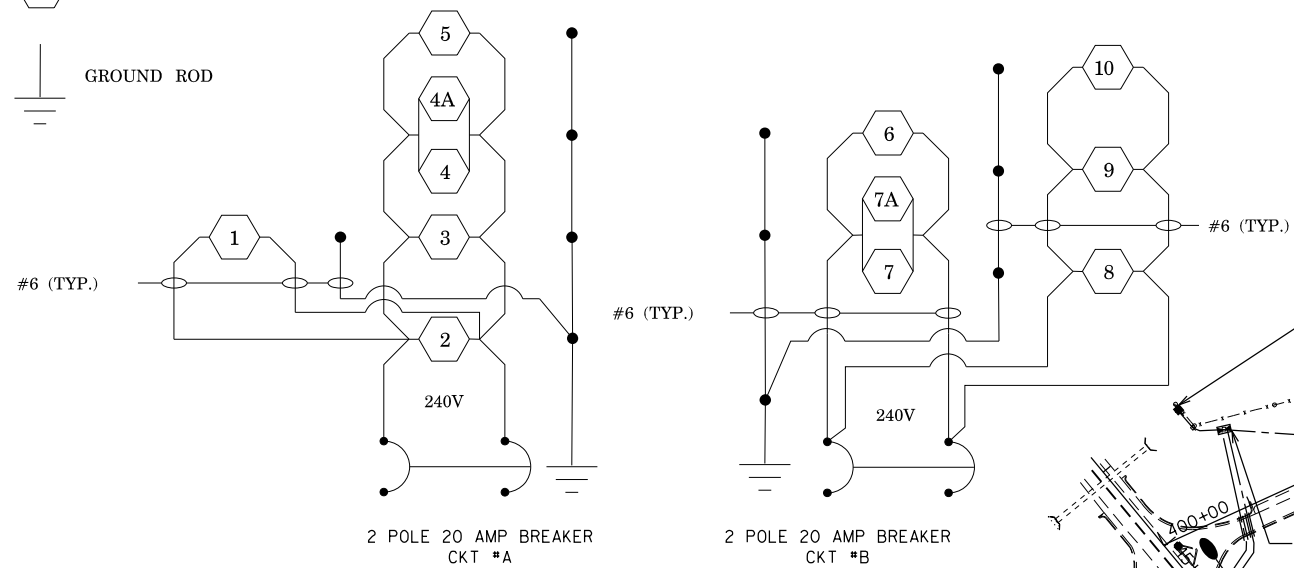 5
10
GROUND ROD
4A
6
4
9
7A
1
3
#6 (TYP.)
8
7
#6 (TYP.)
#6 (TYP.)
2
240V
240V
400+00
2 POLE 20 AMP BREAKER
CKT #A
2 POLE 20 AMP BREAKER
CKT #B